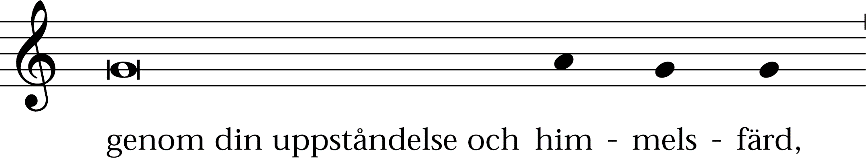 genom din uppståndelse och him - mels - färd,